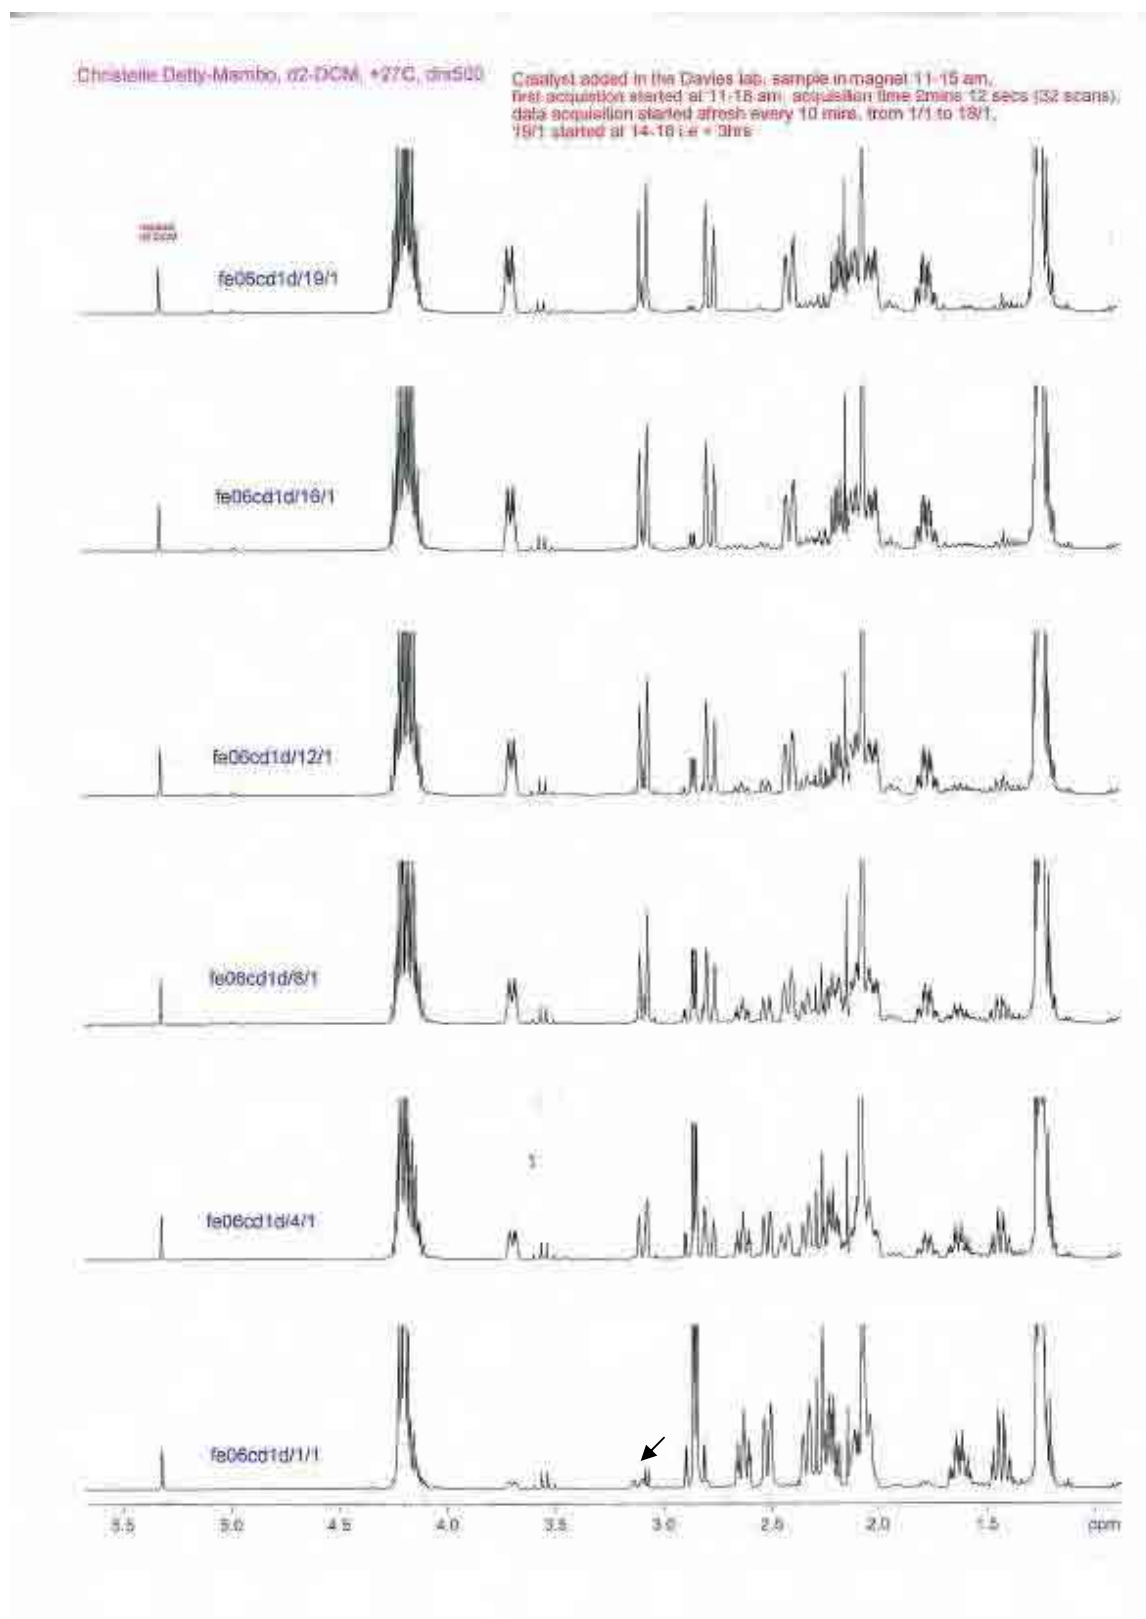 Christelle Detty-Mambo, d2-DCM, +27C, drx500
Catalyst added in the Davies lab, sample in magnet 11-15 am,
first acquisition started at 11-18 am, acquisition time 2mins 12 secs (32 scans),
data acquisition started afresh every 10 mins, from 1/1 to 18/1,
19/1 started at 14-18 i.e + 3hrs
fe06cd1d/19/1
fe06cd1d/16/1
fe06cd1d/12/1
fe06cd1d/8/1
fe06cd1d/4/1
fe06cd1d/1/1
5.5 5.0 4.5 4.0 3.5 3.0 2.5 2.0 1.5 ppm